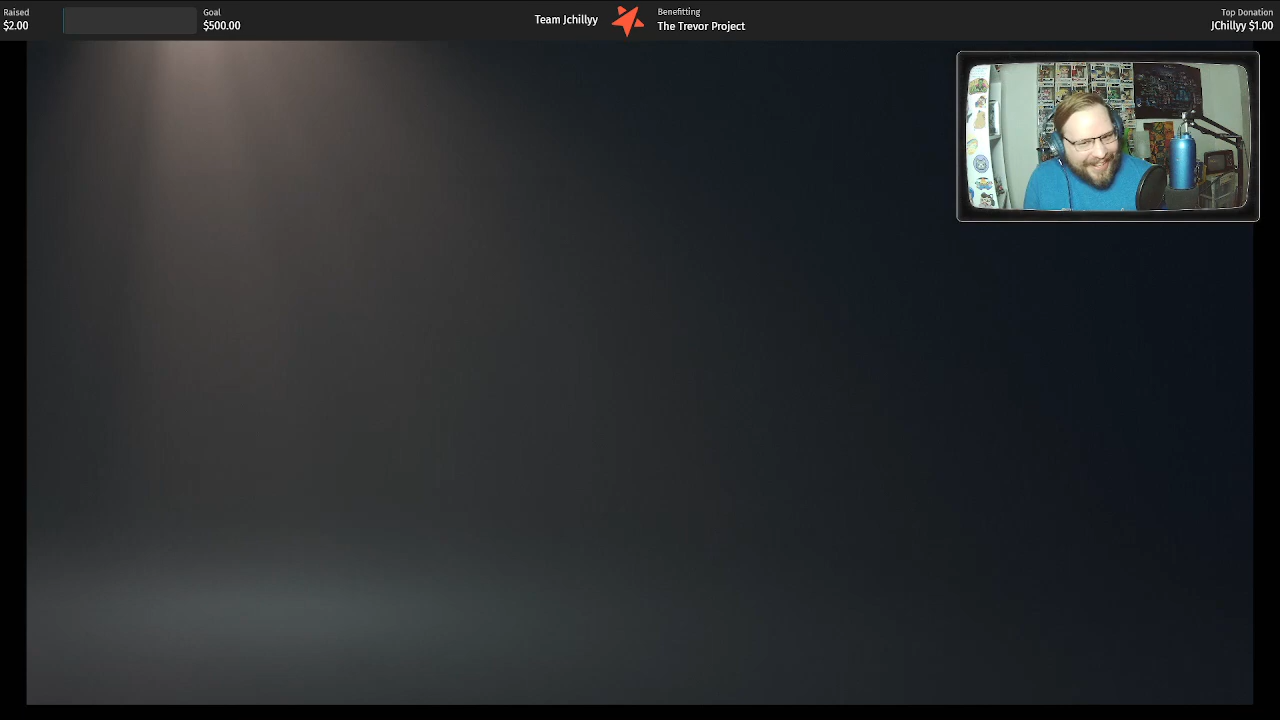 Raised
$2.00
Goal
$500.00
Team Jchillyy
Benefitting
The Trevor Project
Top Donation
JChillyy $1.00